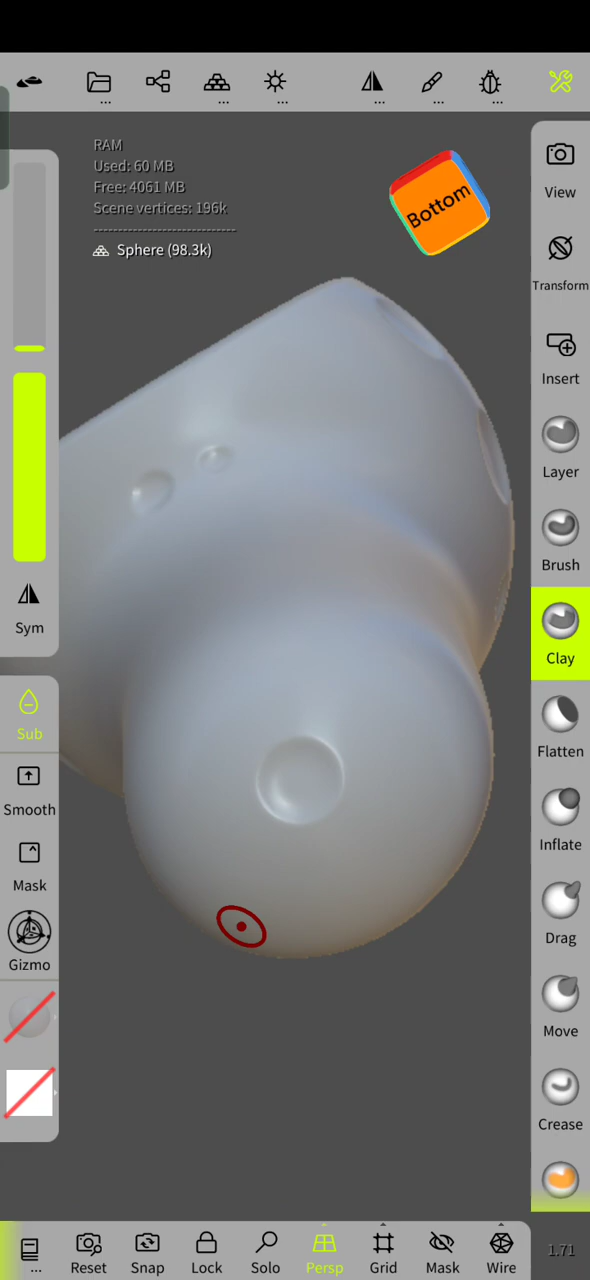 RAM
Used: 60 MB
Free: 4061 MB
Scene vertices: 196k
-----------------------------
Sphere (98.3k)
Bottom
View
Transform
Insert
Layer
Brush
Clay
Flatten
Inflate
Drag
Move
Crease
Sym
Sub
Smooth
Mask
Gizmo
...
Reset
Snap
Lock
Solo
Persp
Grid
Mask
Wire
1.71